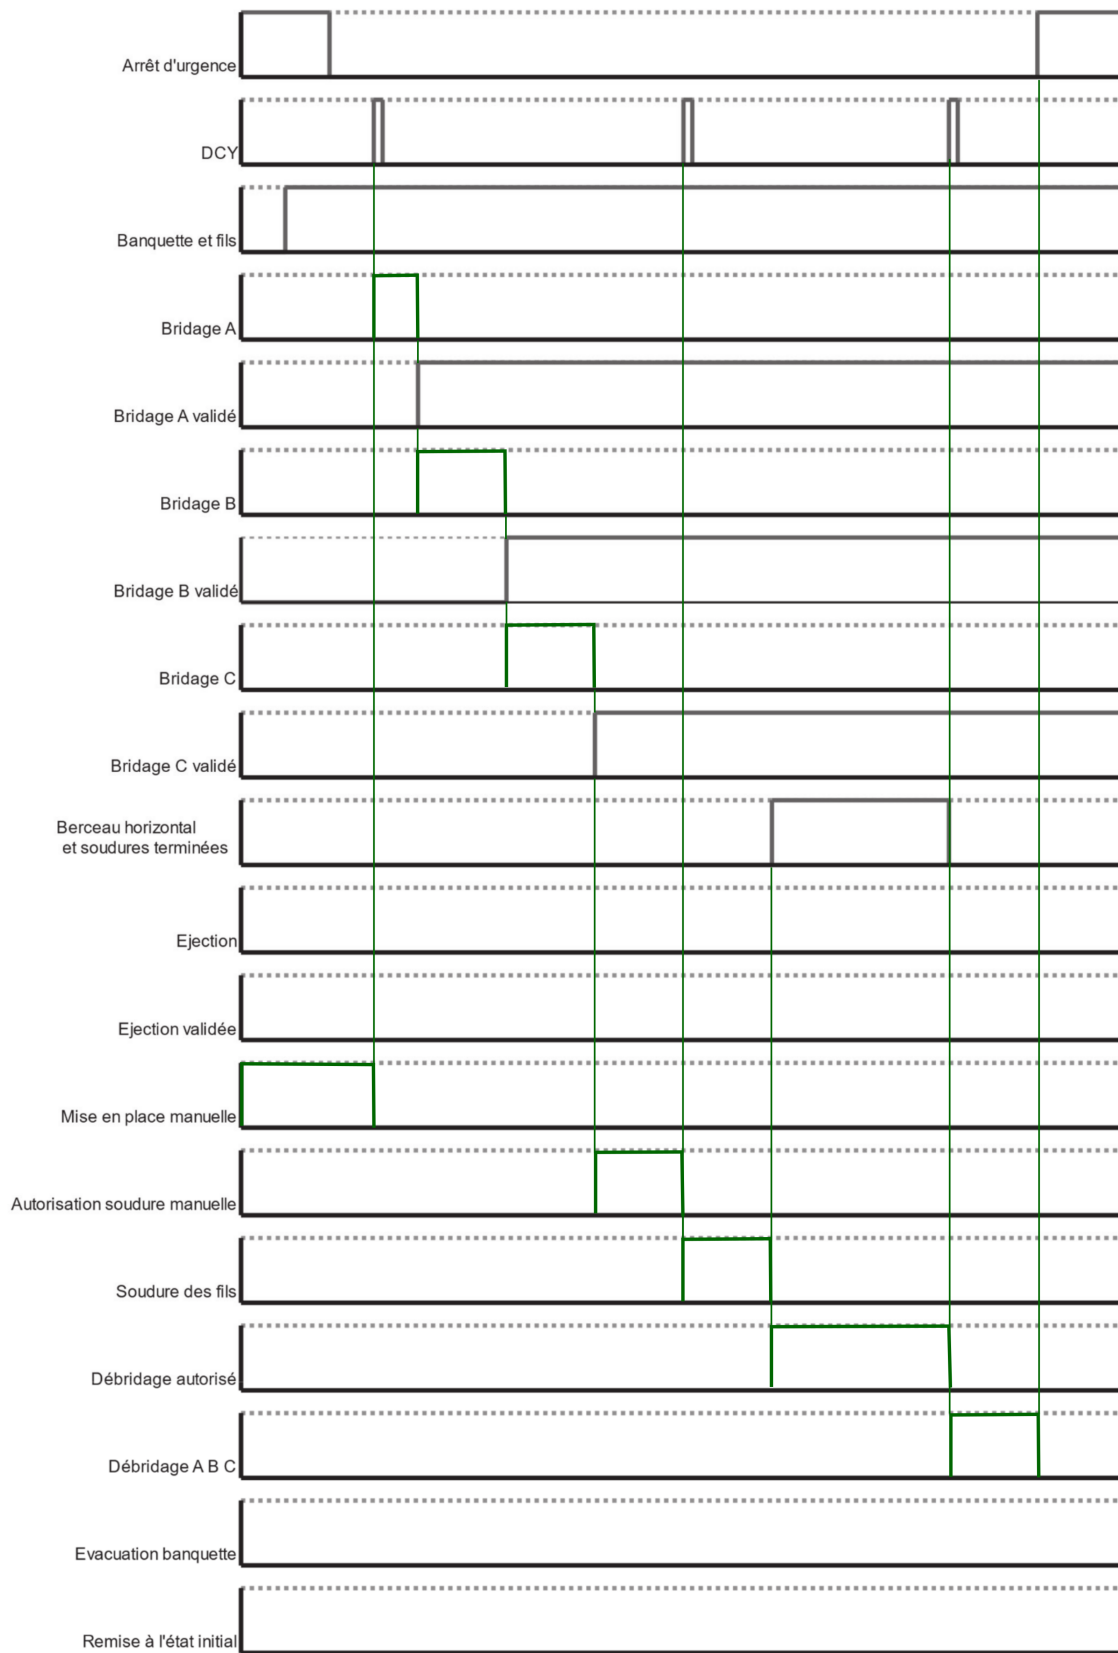 Arrêt d'urgence
DCY
Banquette et fils
Bridage A
Bridage A validé
Bridage B
Bridage B validé
Bridage C
Bridage C validé
Berceau horizontal
et soudures terminées
Ejection
Ejection validée
Mise en place manuelle
Autorisation soudure manuelle
Soudure des fils
Débridage autorisé
Débridage A B C
Evacuation banquette
Remise à l'état initial